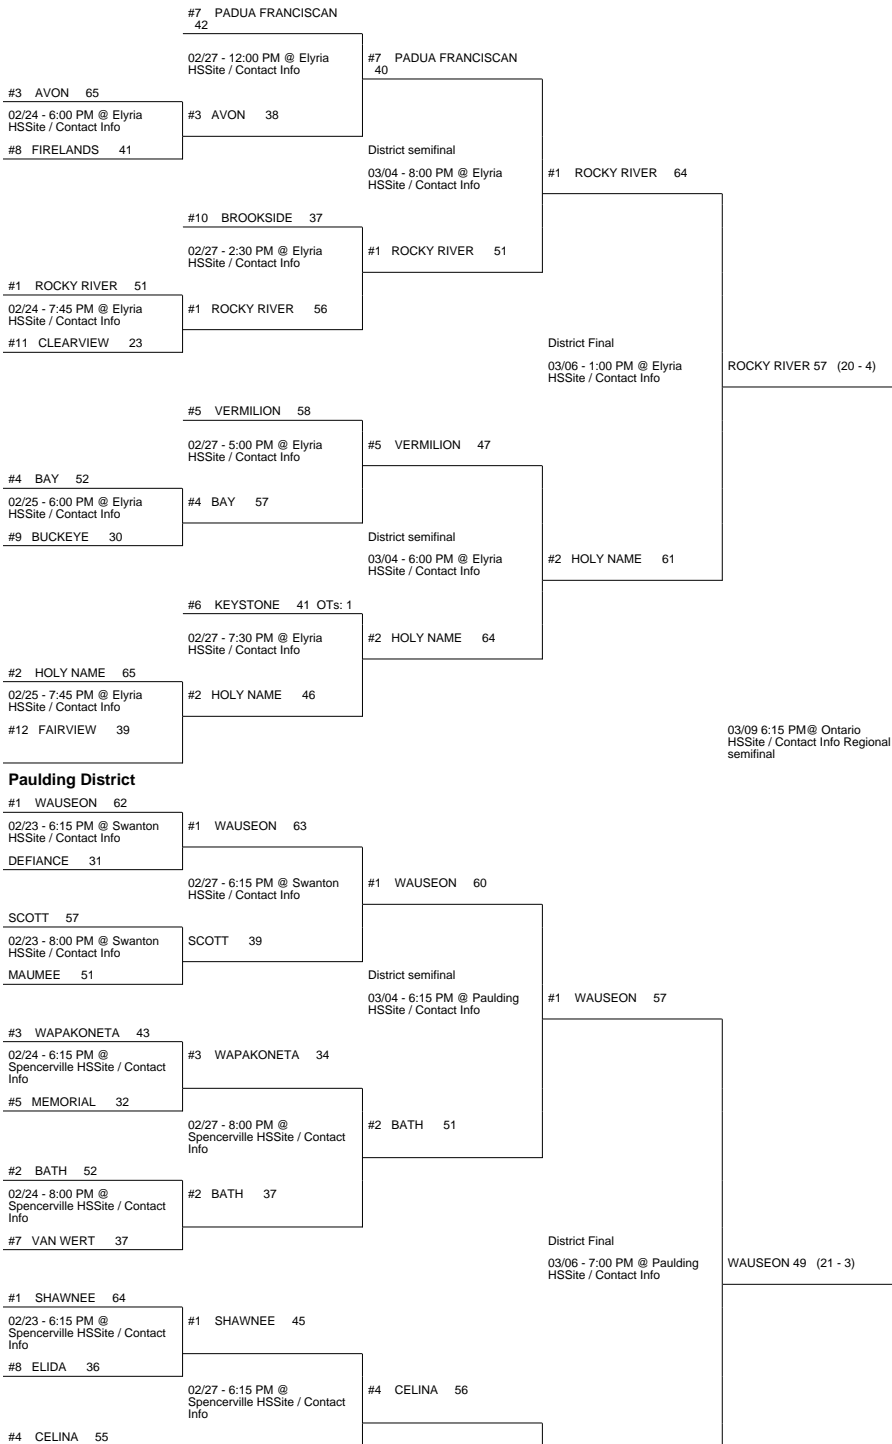 #7 PADUA FRANCISCAN
42
02/27 - 12:00 PM @ Elyria
HSSite / Contact Info
#7 PADUA FRANCISCAN
40
#3 AVON 65
02/24 - 6:00 PM @ Elyria
HSSite / Contact Info
#3 AVON 38
#8 FIRELANDS 41
District semifinal
03/04 - 8:00 PM @ Elyria
HSSite / Contact Info
#1 ROCKY RIVER 64
#10 BROOKSIDE 37
02/27 - 2:30 PM @ Elyria
HSSite / Contact Info
#1 ROCKY RIVER 51
#1 ROCKY RIVER 51
02/24 - 7:45 PM @ Elyria
HSSite / Contact Info
#1 ROCKY RIVER 56
#11 CLEARVIEW 23
District Final
03/06 - 1:00 PM @ Elyria
HSSite / Contact Info
ROCKY RIVER 57 (20 - 4)
#5 VERMILION 58
02/27 - 5:00 PM @ Elyria
HSSite / Contact Info
#5 VERMILION 47
#4 BAY 52
02/25 - 6:00 PM @ Elyria
HSSite / Contact Info
#4 BAY 57
#9 BUCKEYE 30
District semifinal
03/04 - 6:00 PM @ Elyria
HSSite / Contact Info
#2 HOLY NAME 61
#6 KEYSTONE 41 OTs: 1
02/27 - 7:30 PM @ Elyria
HSSite / Contact Info
#2 HOLY NAME 64
#2 HOLY NAME 65
02/25 - 7:45 PM @ Elyria
HSSite / Contact Info
#2 HOLY NAME 46
#12 FAIRVIEW 39
03/09 6:15 PM@ Ontario
HSSite / Contact Info Regional
semifinal
Paulding District
#1 WAUSEON 62
02/23 - 6:15 PM @ Swanton
HSSite / Contact Info
#1 WAUSEON 63
DEFIANCE 31
02/27 - 6:15 PM @ Swanton
HSSite / Contact Info
#1 WAUSEON 60
SCOTT 57
02/23 - 8:00 PM @ Swanton
HSSite / Contact Info
SCOTT 39
MAUMEE 51
District semifinal
03/04 - 6:15 PM @ Paulding
HSSite / Contact Info
#1 WAUSEON 57
#3 WAPAKONETA 43
02/24 - 6:15 PM @
Spencerville HSSite / Contact
Info
#3 WAPAKONETA 34
#5 MEMORIAL 32
02/27 - 8:00 PM @
Spencerville HSSite / Contact
Info
#2 BATH 51
#2 BATH 52
02/24 - 8:00 PM @
Spencerville HSSite / Contact
Info
#2 BATH 37
#7 VAN WERT 37
District Final
03/06 - 7:00 PM @ Paulding
HSSite / Contact Info
WAUSEON 49 (21 - 3)
#1 SHAWNEE 64
02/23 - 6:15 PM @
Spencerville HSSite / Contact
Info
#1 SHAWNEE 45
#8 ELIDA 36
02/27 - 6:15 PM @
Spencerville HSSite / Contact
Info
#4 CELINA 56
#4 CELINA 55